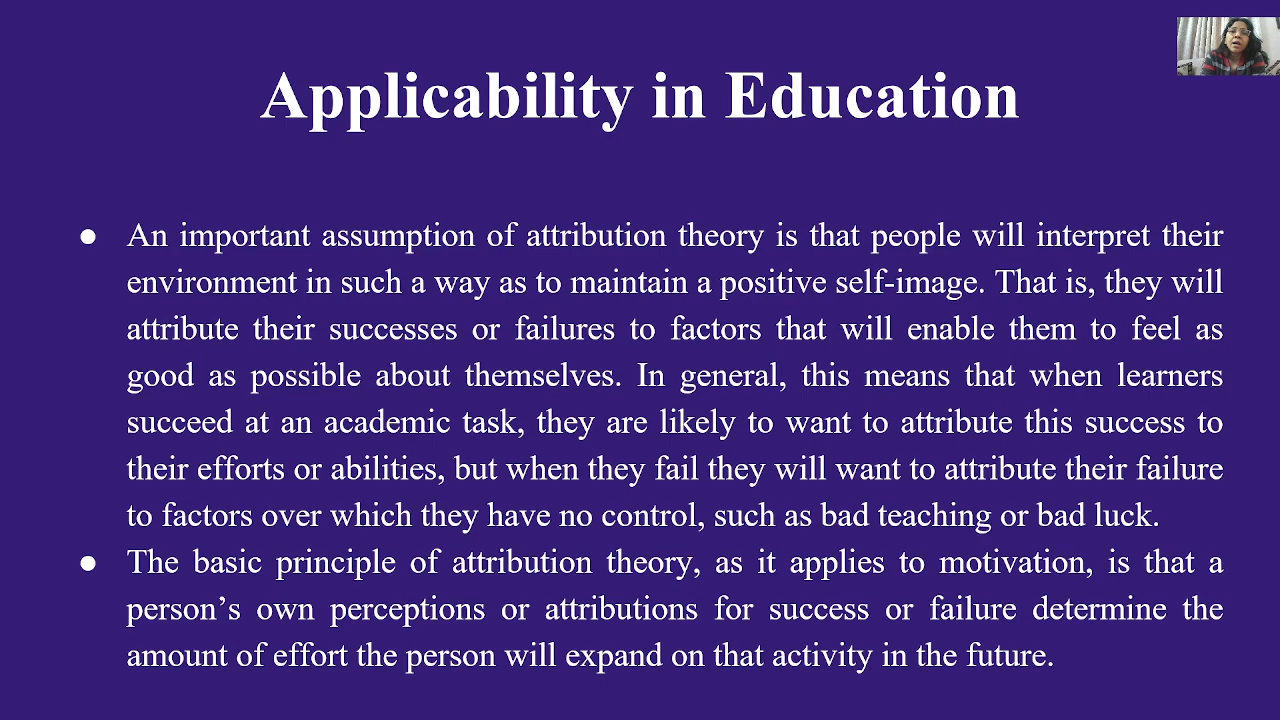 Applicability in Education
● An important assumption of attribution theory is that people will interpret their
environment in such a way as to maintain a positive self-image. That is, they will
attribute their successes or failures to factors that will enable them to feel as
good as possible about themselves. In general, this means that when learners
succeed at an academic task, they are likely to want to attribute this success to
their efforts or abilities, but when they fail they will want to attribute their failure
to factors over which they have no control, such as bad teaching or bad luck.
● The basic principle of attribution theory, as it applies to motivation, is that a
person’s own perceptions or attributions for success or failure determine the
amount of effort the person will expand on that activity in the future.